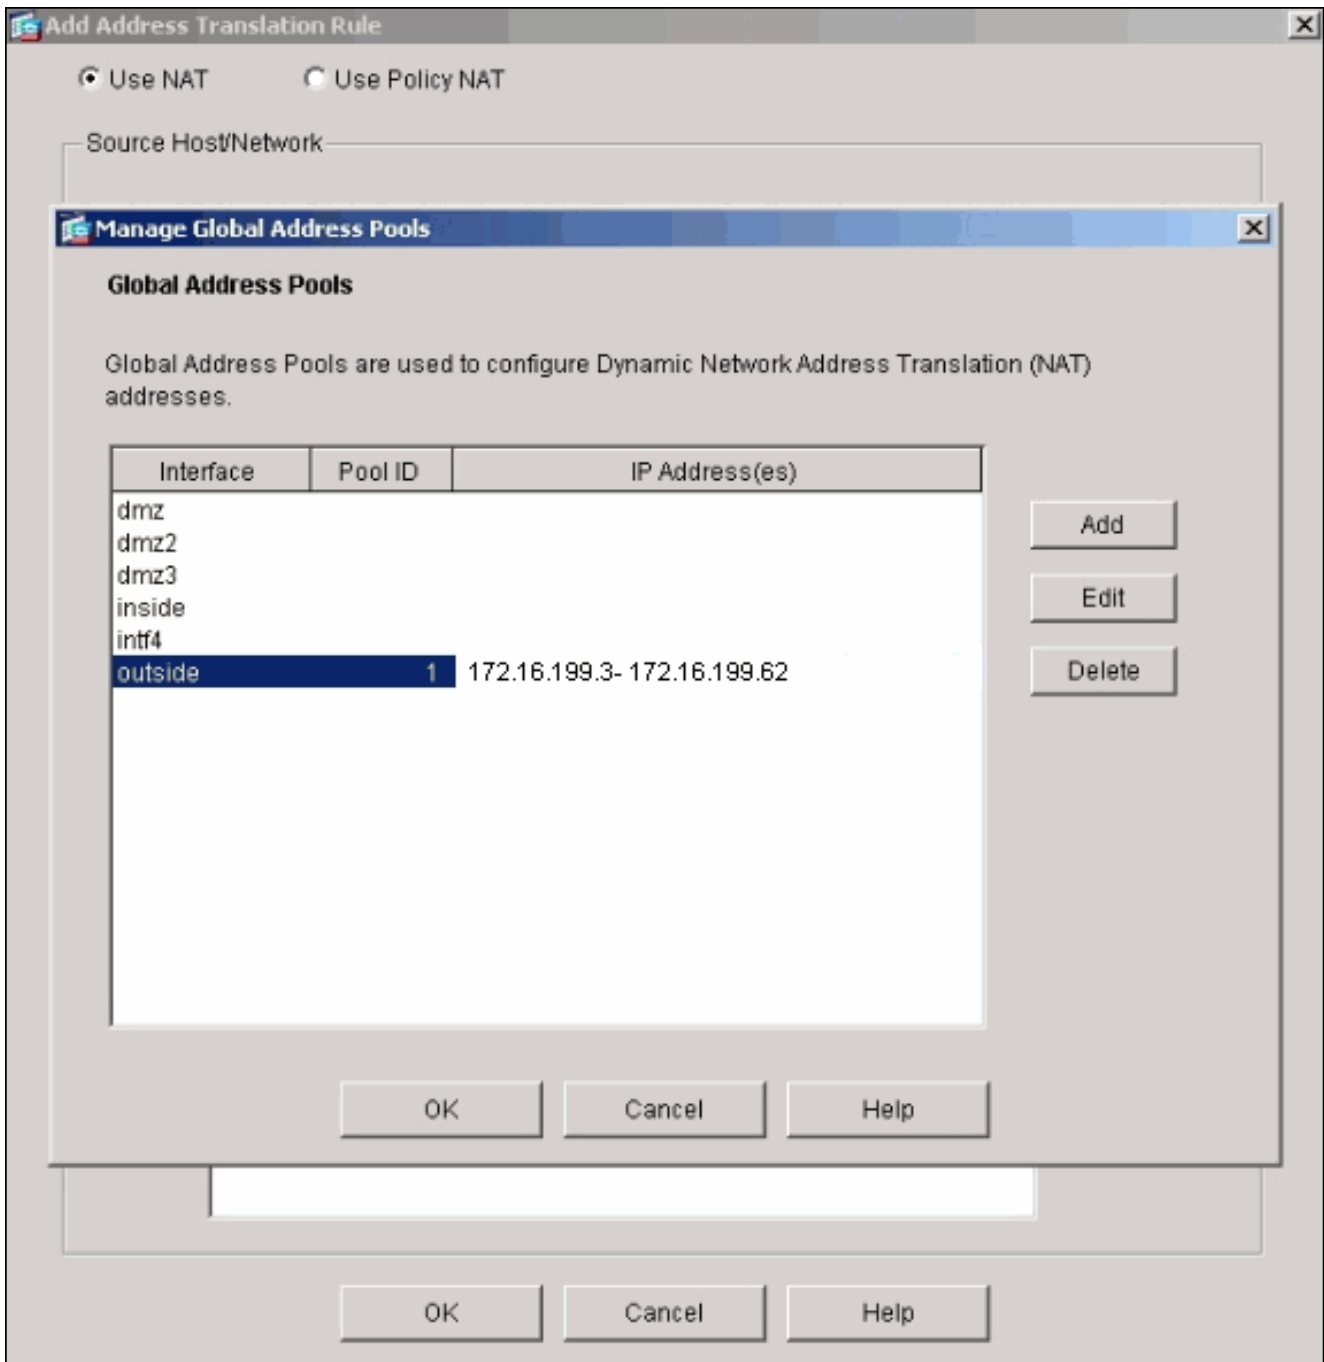 Add Address Translation Rule
Use NAT Use Policy NAT
Source Host/Network
Manage Global Address Pools
Global Address Pools
Global Address Pools are used to configure Dynamic Network Address Translation (NAT)
addresses.
Interface Pool ID IP Address(es)
dmz
dmz2
dmz3
inside
intf4
outside 1 172.16.199.3- 172.16.199.62
Add
Edit
Delete
OK Cancel Help
OK Cancel Help